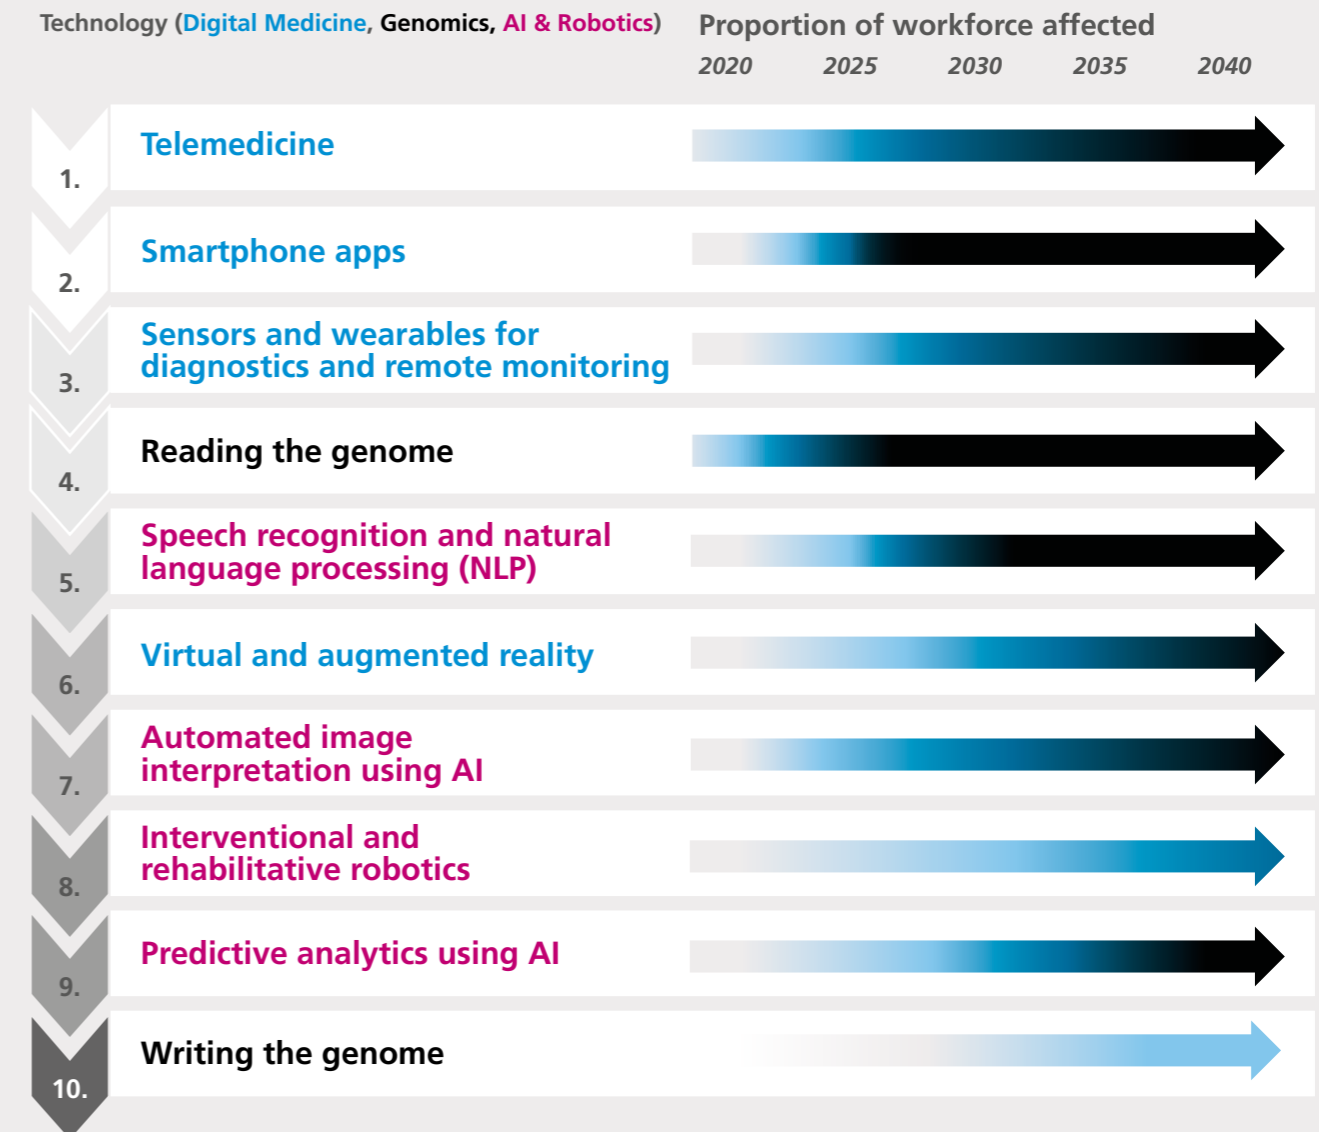 Technology (Digital Medicine, Genomics, AI & Robotics)
Proportion of workforce affected
2020 2025 2030 2035 2040
1.
Telemedicine
2.
Smartphone apps
3.
Sensors and wearables for
diagnostics and remote monitoring
4.
Reading the genome
5.
Speech recognition and natural
language processing (NLP)
6.
Virtual and augmented reality
7.
Automated image
interpretation using AI
8.
Interventional and
rehabilitative robotics
9.
Predictive analytics using AI
10.
Writing the genome